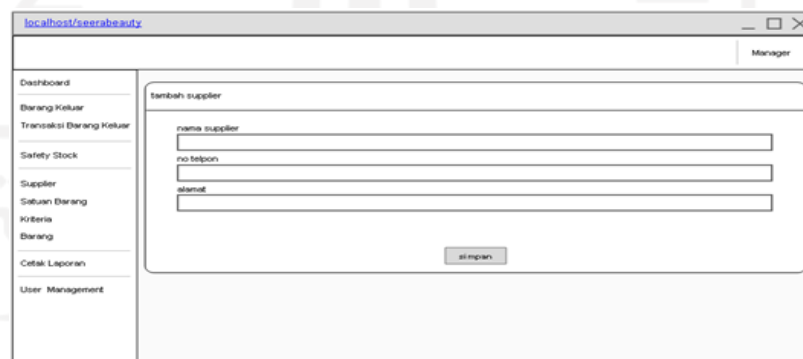 localhost/seerabeauty
Manager
Dashboard
Barang Keluar
Transaksi Barang Keluar
Safety Stock
Supplier
Satuan Barang
Kriteria
Barang
Cetak Laporan
User Management
tambah supplier
nama supplier
no telpon
alamat
simpan